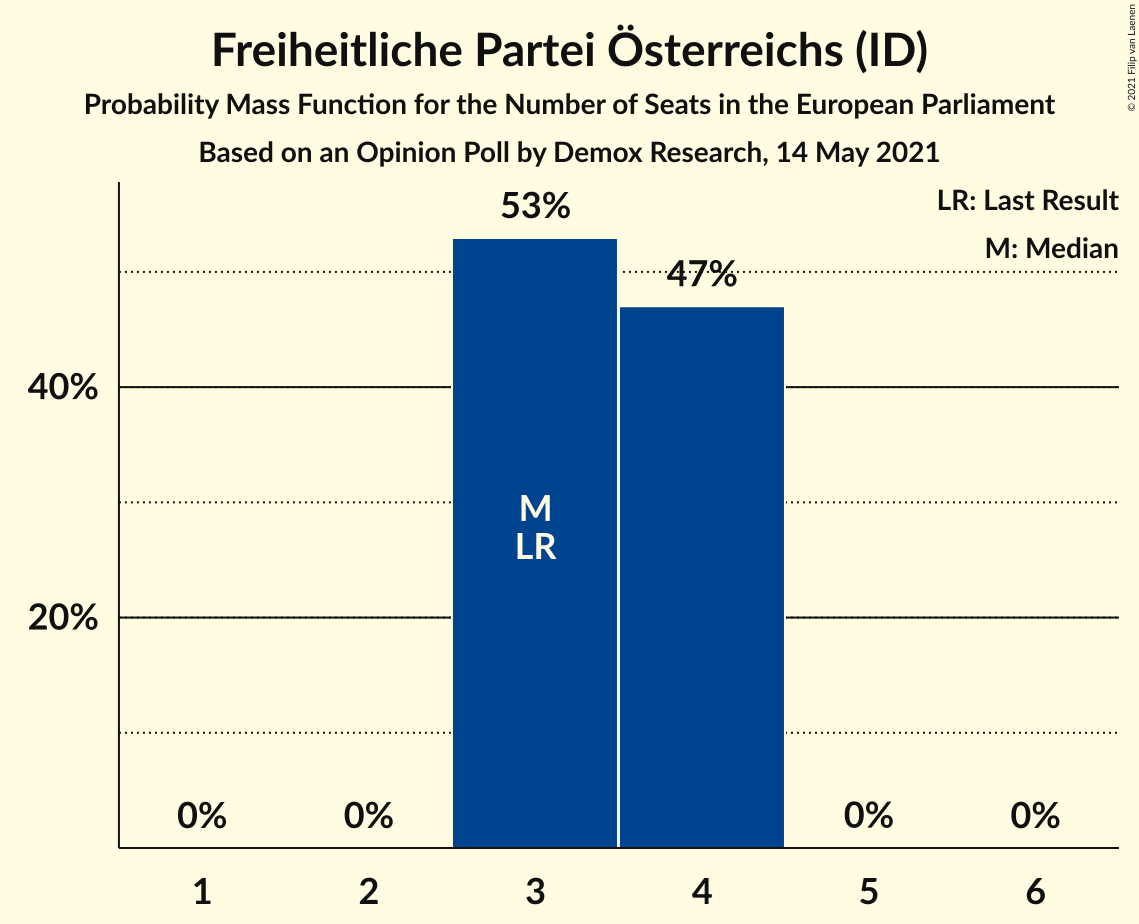 Freiheitliche Partei Österreichs (ID)
Probability Mass Function for the Number of Seats in the European Parliament
Based on an Opinion Poll by Demox Research, 14 May 2021
© 2021 Filip van Laenen
LR: Last Result
M: Median
53%
47%
40%
20%
M
LR
0%
0%
0%
0%
1
2
3
4
5
6